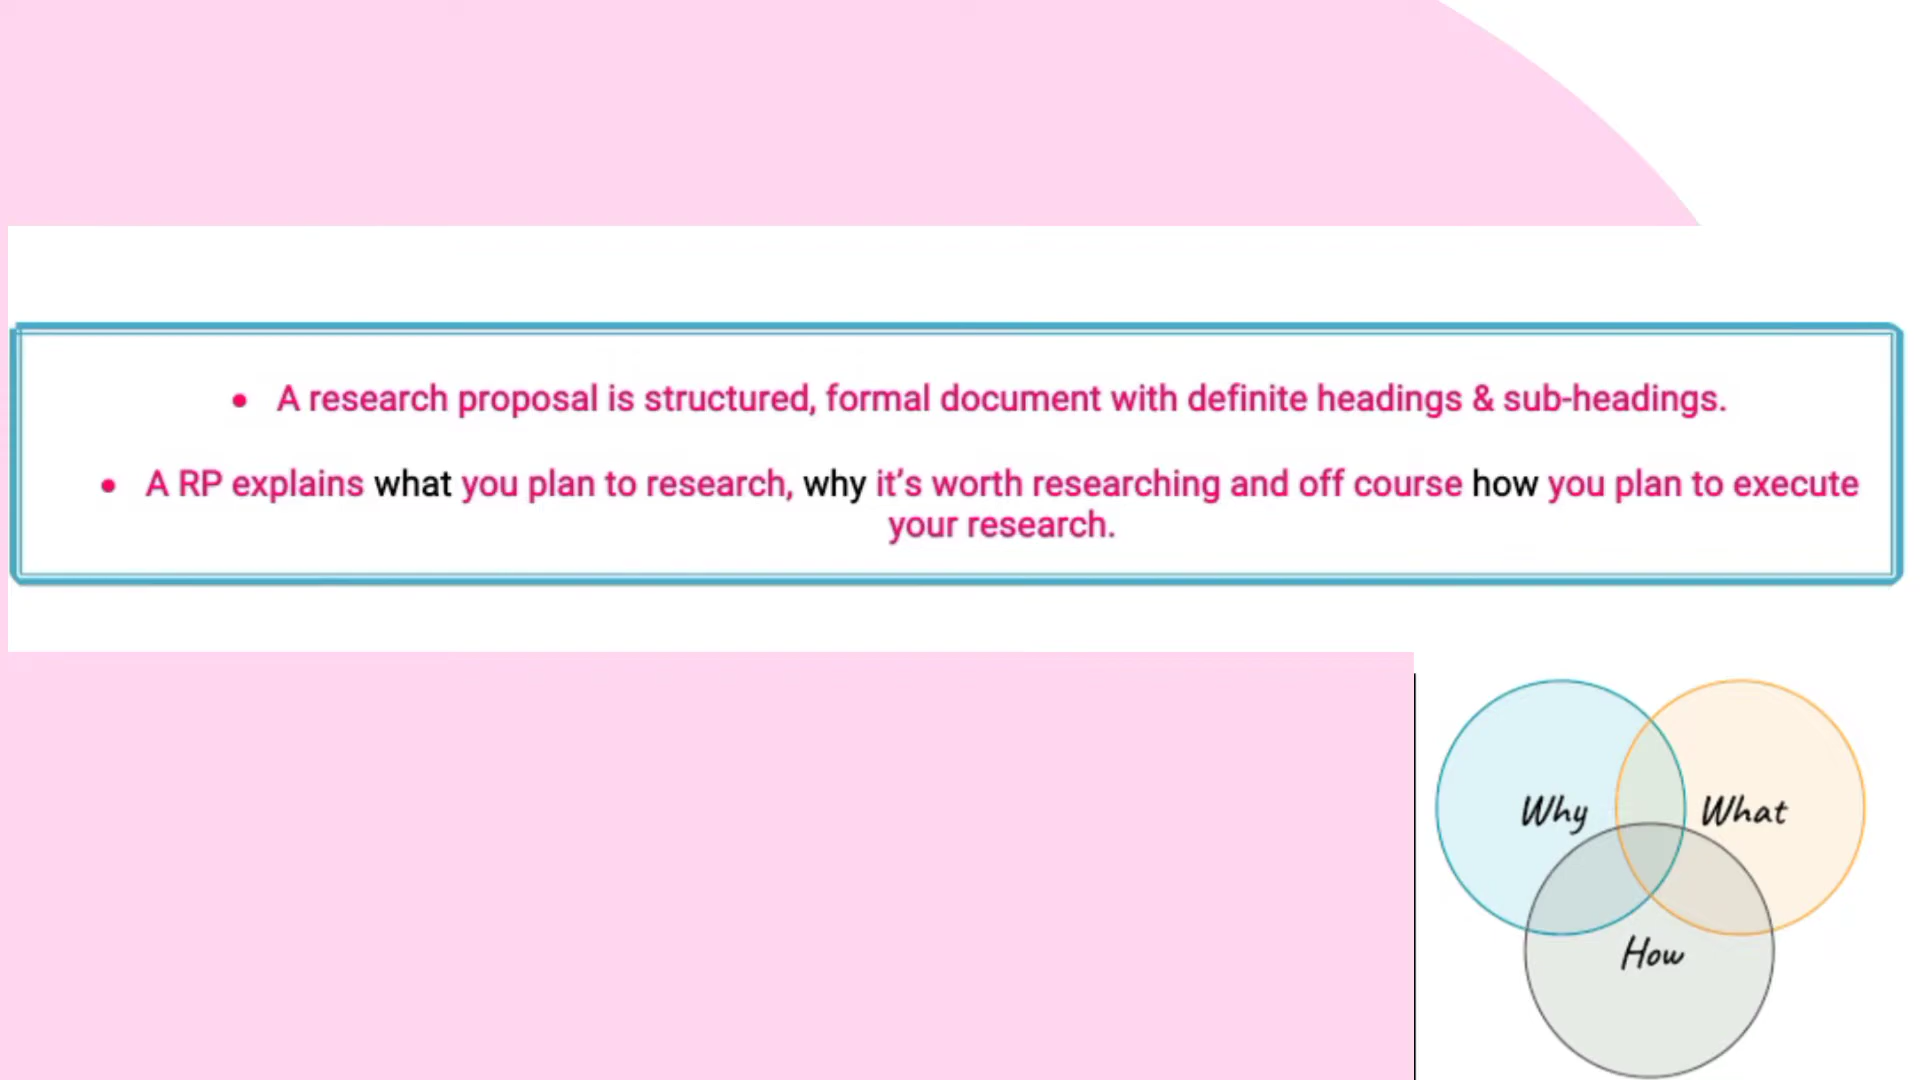 • A research proposal is structured, formal document with definite headings & sub-headings.
• A RP explains what you plan to research, why it’s worth researching and off course how you plan to execute
your research.
Why
What
How